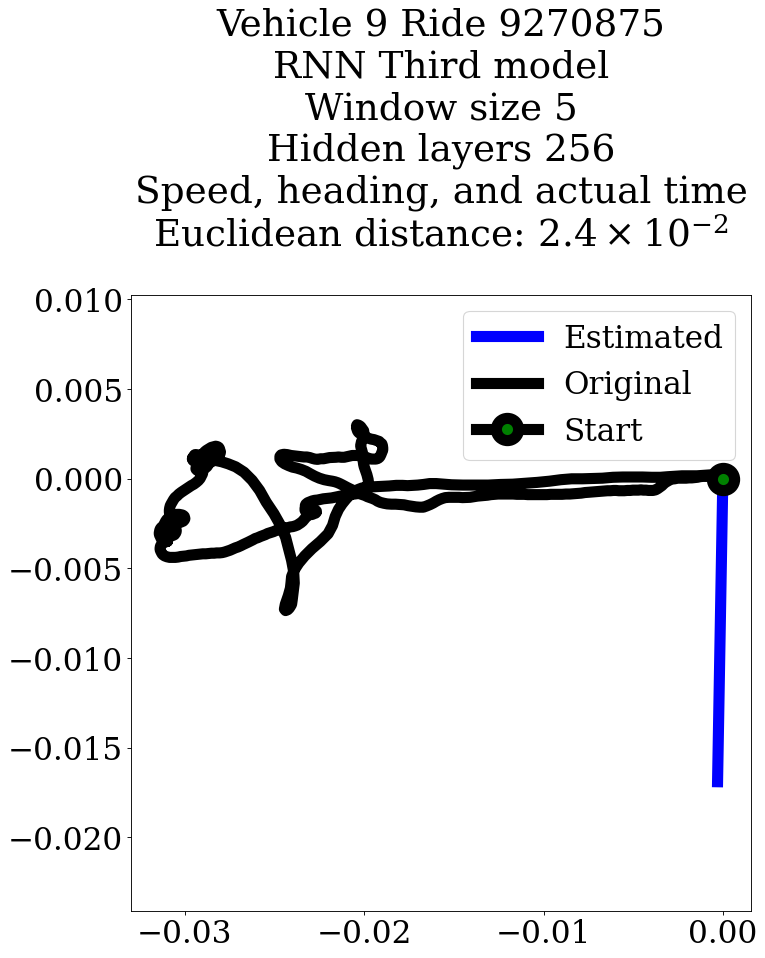 Vehicle 9 Ride 9270875
RNN Third model
Window size 5
Hidden layers 256
Speed, heading, and actual time
Euclidean distance: 2.4 × 10⁻²
Estimated
Original
Start
0.010
0.005
0.000
−0.005
−0.010
−0.015
−0.020
−0.03 −0.02 −0.01 0.00